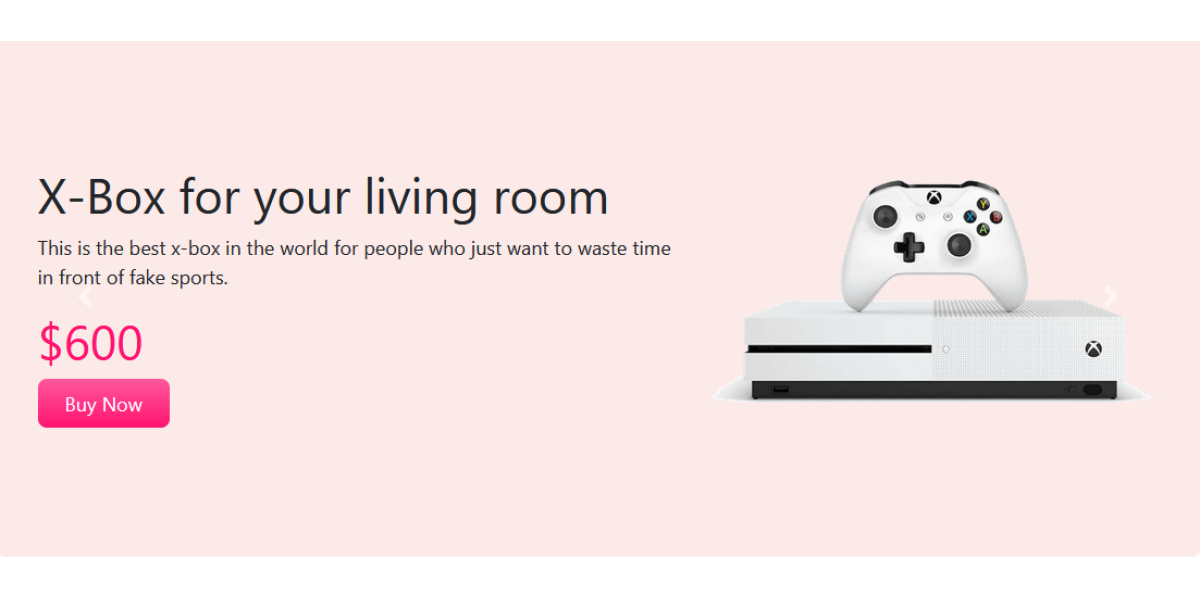 X-Box for your living room
This is the best x-box in the world for people who just want to waste time
in front of fake sports.
$600
Buy Now
Y
X
B
A